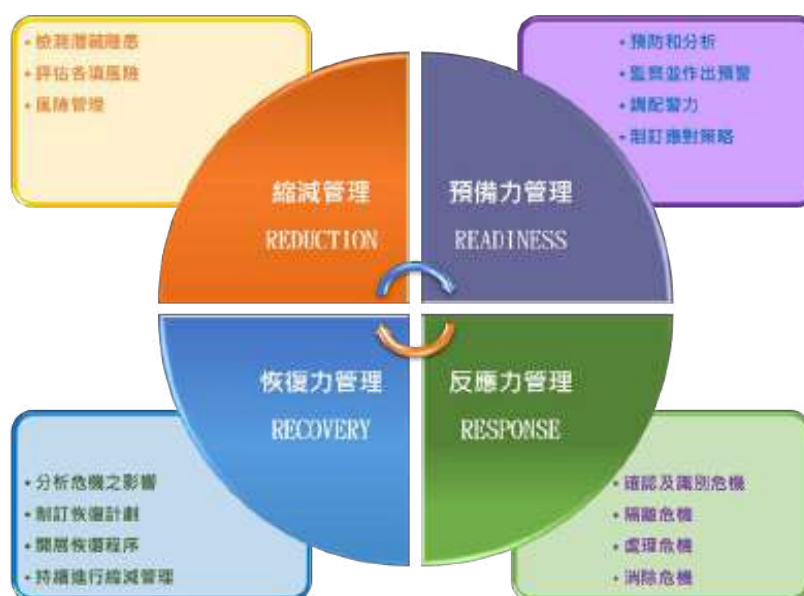 • 檢測潛藏隱患
• 評估各項風險
• 風險管理
• 預防和分析
• 監督並作出預警
• 調配警力
• 制訂應對策略
縮減管理
REDUCTION
預備力管理
READINESS
恢復力管理
RECOVERY
反應力管理
RESPONSE
• 分析危機之影響
• 制訂恢復計劃
• 開展恢復程序
• 持續進行縮減管理
• 確認及識別危機
• 隔離危機
• 處理危機
• 消除危機